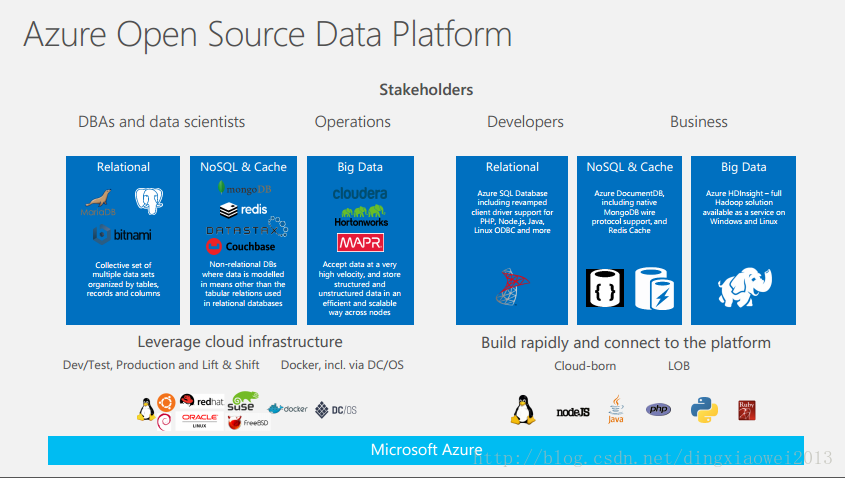 Azure Open Source Data Platform
Stakeholders
DBAs and data scientists
Operations
Developers
Business
Relational
MariaDB
bitnami
Collective set of
multiple data sets
organized by tables,
records and columns
NoSQL & Cache
mongoDB
redis
DATASTAX
Couchbase
Non-relational DBs
where data is modelled
in means other than the
tabular relations used
in relational databases
Big Data
cloudera
Hortonworks
MAPR
Accept data at a very
high velocity, and store
structured and
unstructured data in an
efficient and scalable
way across nodes
Relational
Azure SQL Database
including revamped
client driver support for
PHP, Node.js, Java,
Linux ODBC and more
NoSQL & Cache
Azure DocumentDB,
including native
MongoDB wire
protocol support, and
Redis Cache
{ }
Big Data
Azure HDInsight – full
Hadoop solution
available as a service on
Windows and Linux
Leverage cloud infrastructure
Dev/Test, Production and Lift & Shift
Docker, incl. via DC/OS
redhat
SUSE
ORACLE
LINUX
FreeBSD
docker
DC/OS
Build rapidly and connect to the platform
Cloud-born
LOB
nodeJS
java
php
Ruby
Microsoft Azure
http://blog.csdn.net/dingxiaowei2013